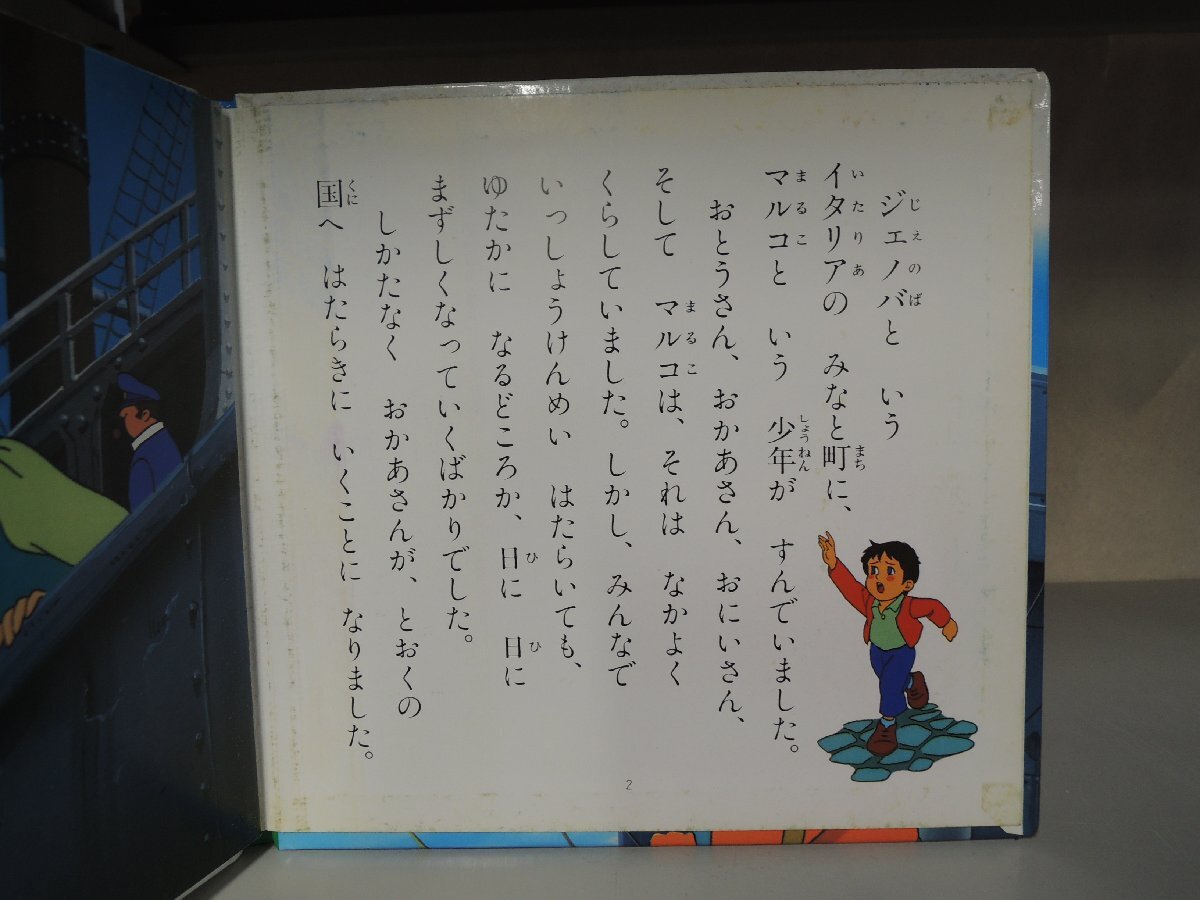 ジェノバと　いう
イタリアの　みなと町に、
マルコと　いう　少年が　すんでいました。
おとうさん、おかあさん、おにいさん、
そして　マルコは、それは　なかよく
くらしていました。しかし、みんなで
いっしょうけんめい　はたらいても、
ゆたかに　なるどころか、日に　日に
まずしくなっていくばかりでした。
しかたなく　おかあさんが、とおくの
国へ　はたらきに　いくことに　なりました。
2